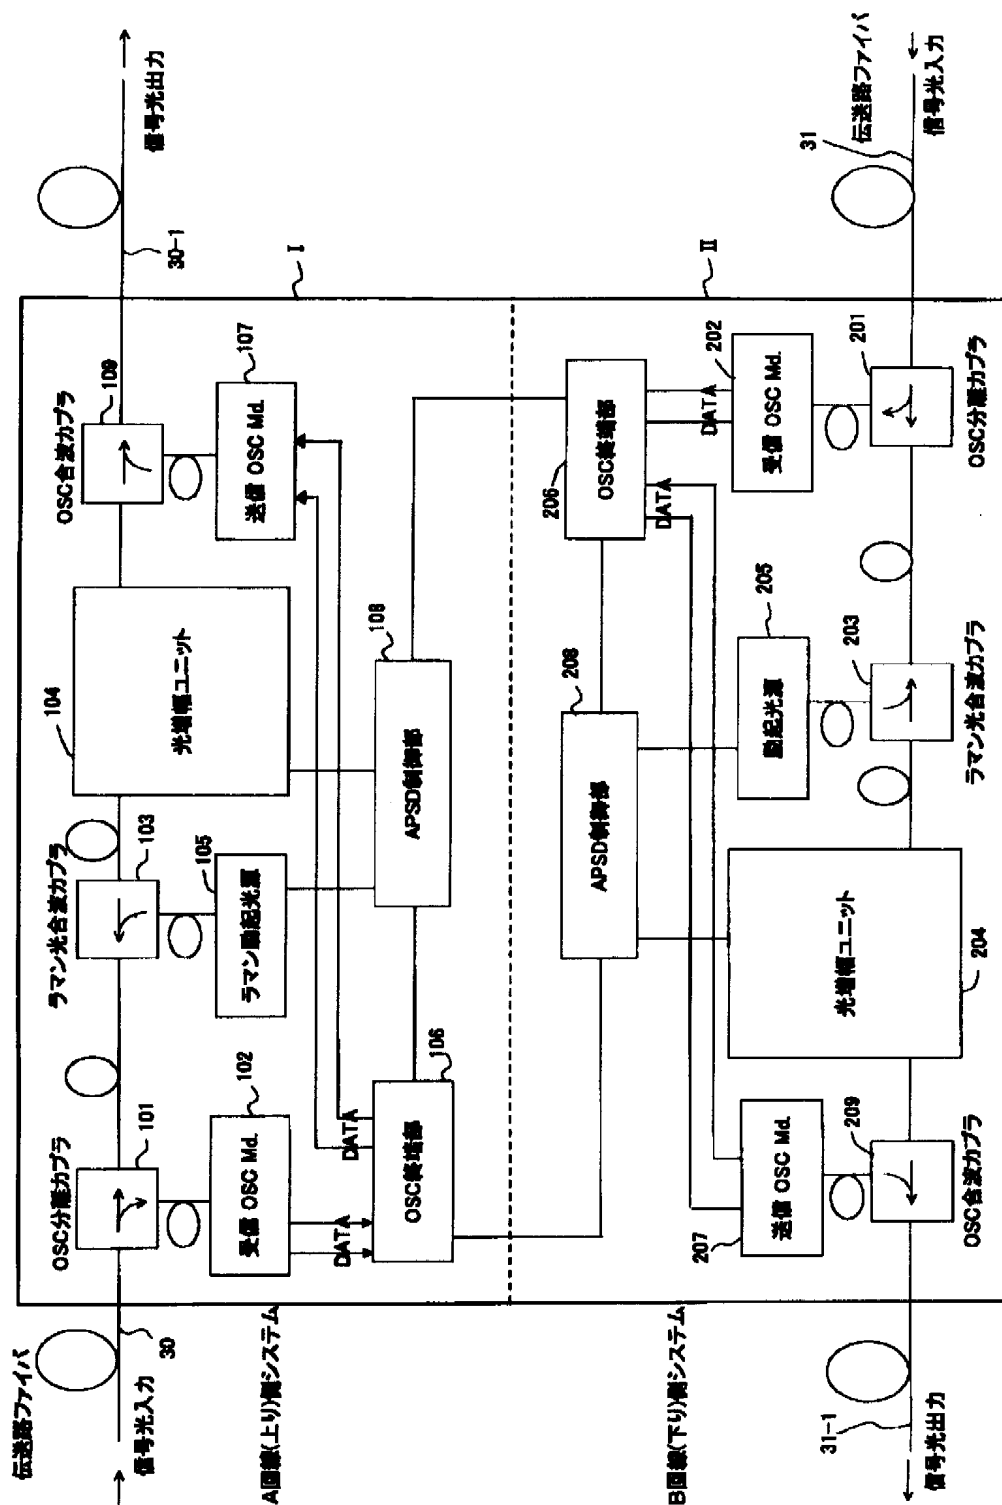 伝送路ファイバ
信号光入力
30
A回線(上り)側システム
OSC分離カプラ
101
受信 OSC Md.
102
DATA
OSC終端部
106
DATA
ラマン光合波カプラ
103
105
ラマン励起光源
104
光増幅ユニット
APSD制御部
108
OSC合波カプラ
109
送信 OSC Md.
107
30-1
信号光出力
I
II
B回線(下り)側システム
31-1
信号光出力
207
送信 OSC Md.
209
OSC合波カプラ
光増幅ユニット
204
APSD制御部
208
励起光源
205
203
ラマン光合波カプラ
206
OSC終端部
DATA
DATA
202
受信 OSC Md.
201
OSC分離カプラ
31
伝送路ファイバ
信号光入力